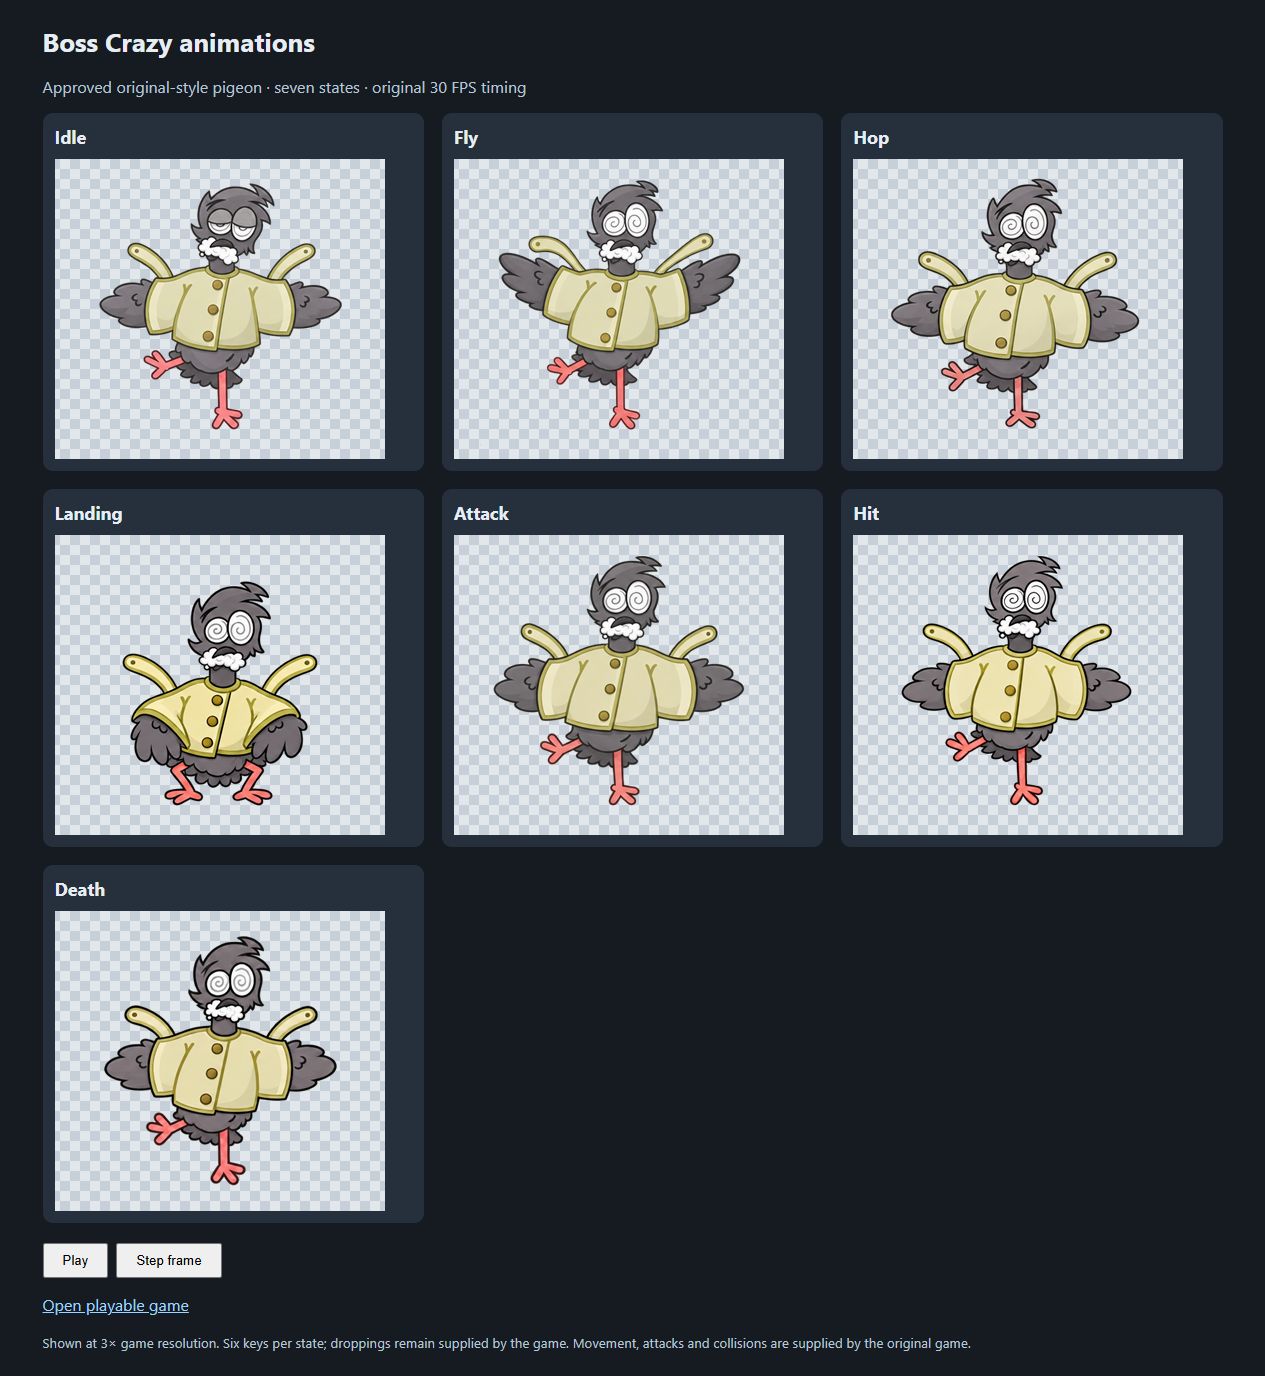 Boss Crazy animations
Approved original-style pigeon · seven states · original 30 FPS timing
Idle
Fly
Hop
Landing
Attack
Hit
Death
Play
Step frame
Open playable game
Shown at 3× game resolution. Six keys per state; droppings remain supplied by the game. Movement, attacks and collisions are supplied by the original game.